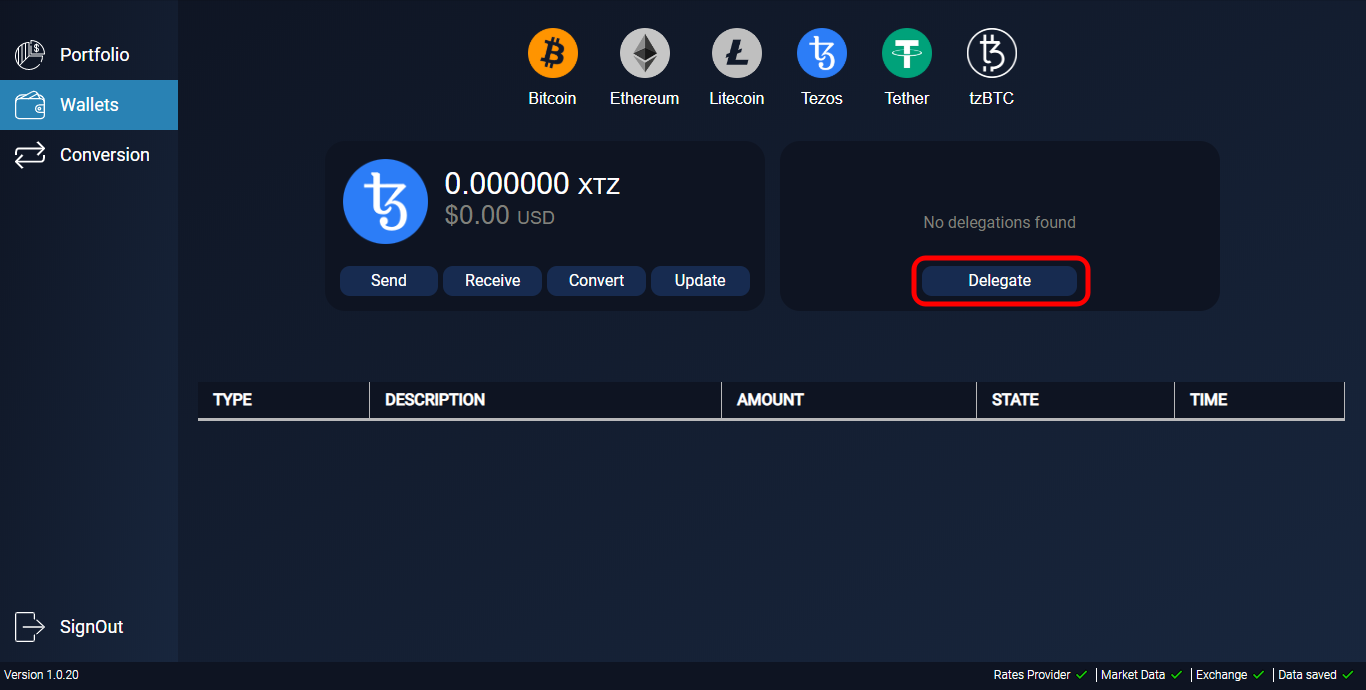 Portfolio
Wallets
Conversion
SignOut
Bitcoin Ethereum Litecoin Tezos Tether tzBTC
0.000000 XTZ
$0.00 USD
Send Receive Convert Update
No delegations found
Delegate
TYPE DESCRIPTION AMOUNT STATE TIME
Version 1.0.20
Rates Provider Market Data Exchange Data saved